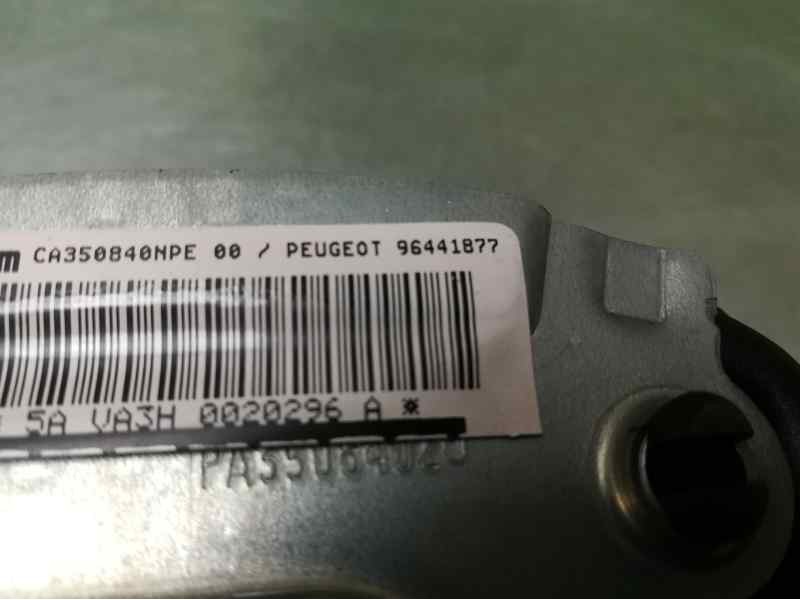 CA350840NPE 00 / PEUGEOT 96441877
5A VA3H 0020296 A *